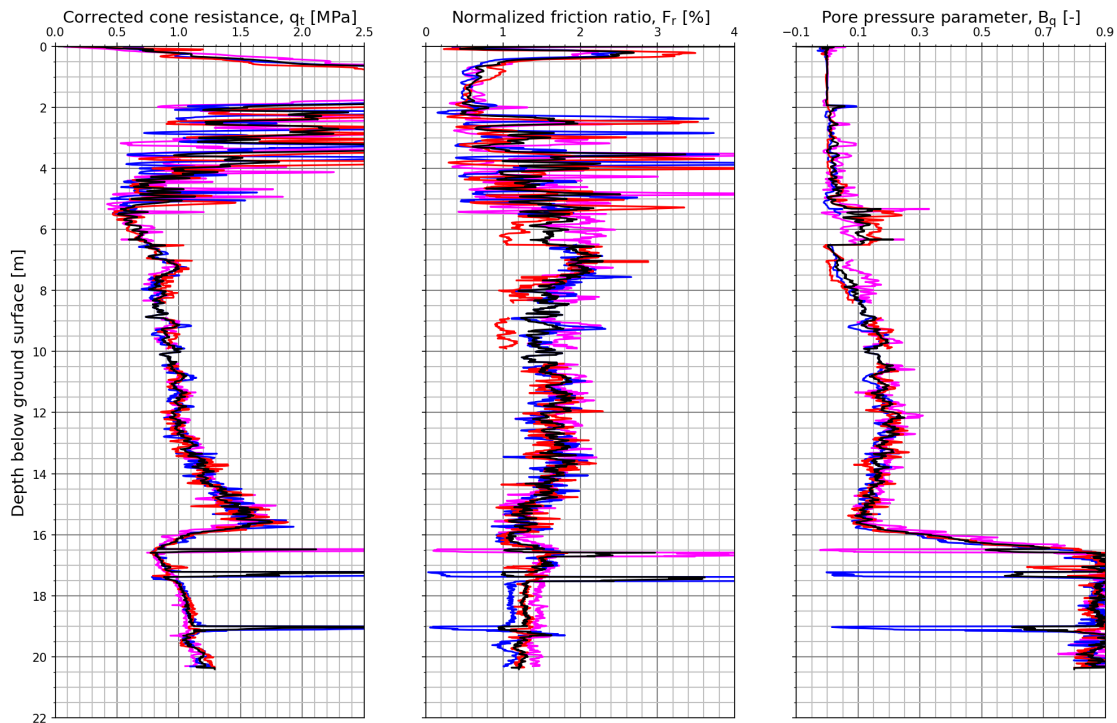 Corrected cone resistance, qt [MPa]
Normalized friction ratio, Fr [%]
Pore pressure parameter, Bq [-]
0.0 0.5 1.0 1.5 2.0 2.5
0 1 2 3 4
−0.1 0.1 0.3 0.5 0.7 0.9
Depth below ground surface [m]
0
2
4
6
8
10
12
14
16
18
20
22